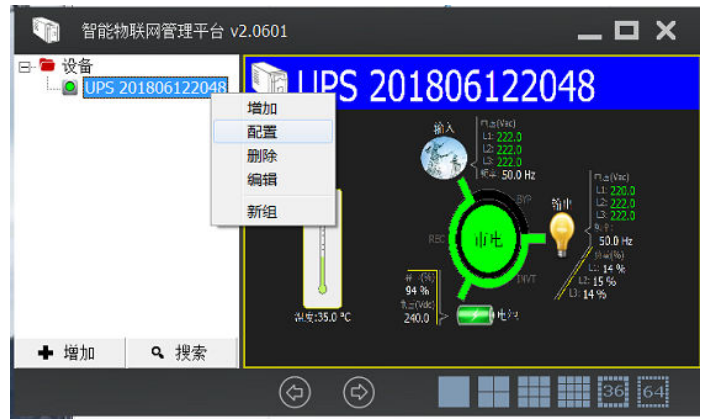 智能物联网管理平台 v2.0601
设备
UPS 201806122048
增加
配置
删除
编辑
新组
增加
搜索
UPS 201806122048
输入
L1: 222.0
L2: 222.0
L3: 222.0
频率: 50.0 Hz
BYP
REC
市电
INVT
输出
L1: 220.0
L2: 222.0
L3: 222.0
50.0 Hz
L1: 14 %
L2: 15 %
L3: 14 %
94 %
240.0
电池
温度:35.0 °C
36
64